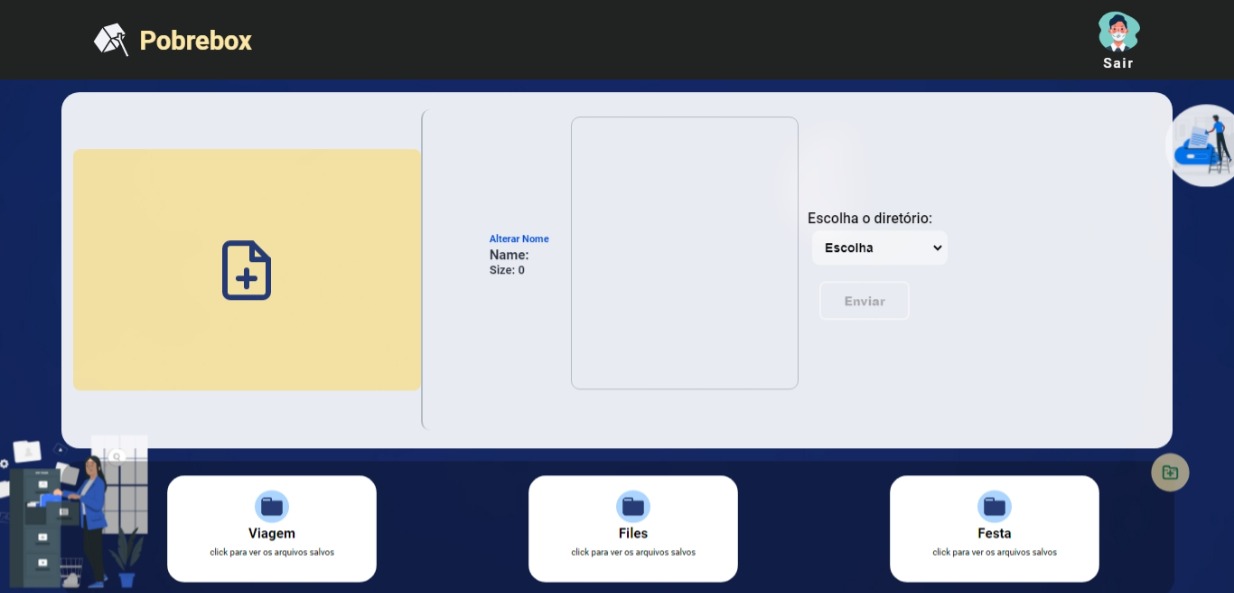 Pobrebox
Sair
Alterar Nome
Name:
Size: 0
Escolha o diretório:
Escolha
Enviar
Viagem
click para ver os arquivos salvos
Files
click para ver os arquivos salvos
Festa
click para ver os arquivos salvos